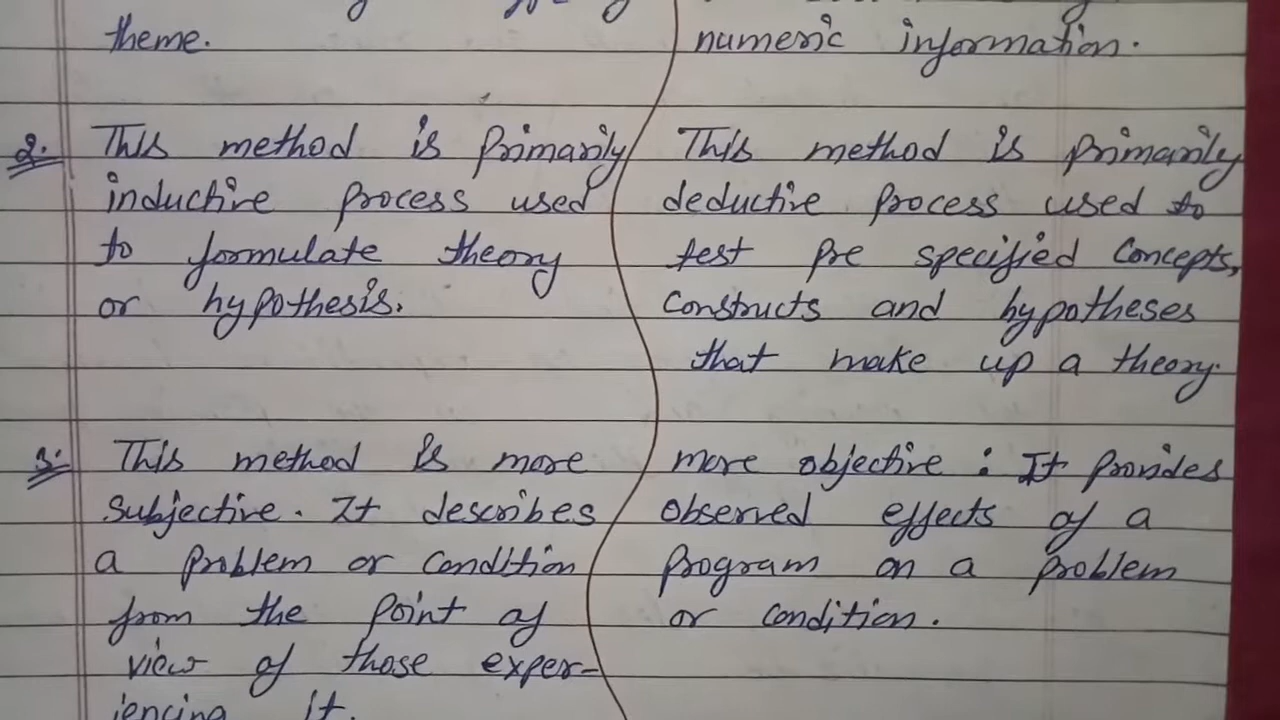 theme.
2. This method is primarily
inductive process used
to formulate theory
or hypothesis.
3. This method is more
Subjective. It describes
a problem or condition
from the point of
view of those exper-
iencing it.
numeric information.
This method is primarily
deductive process used to
test pre specified concepts,
constructs and hypotheses
that make up a theory.
more objective : It provides
observed effects of a
program on a problem
or condition.